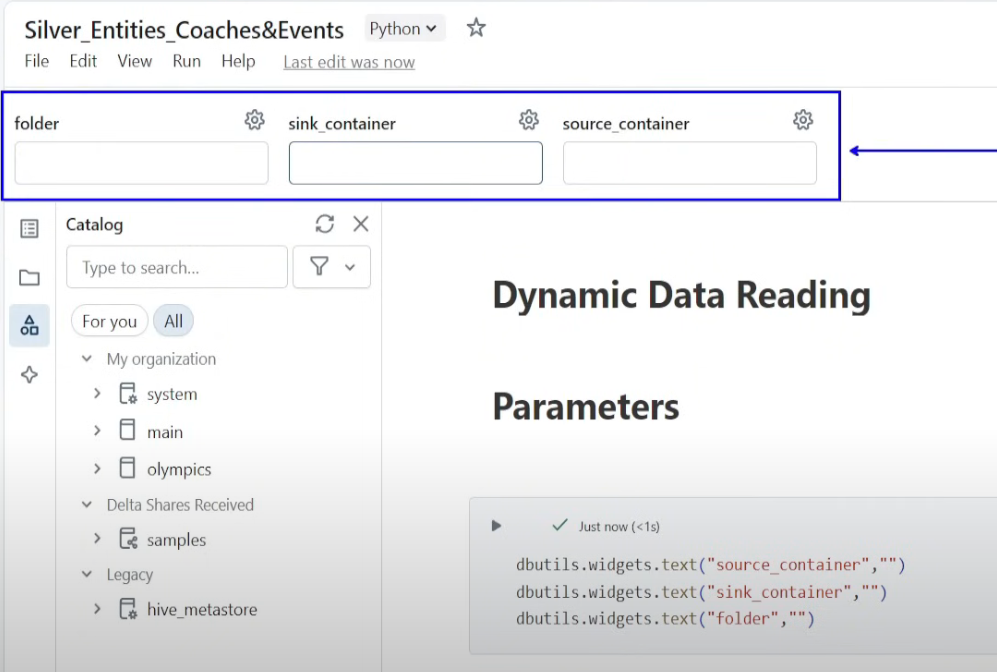 Silver_Entities_Coaches&Events Python
File Edit View Run Help Last edit was now
folder sink_container source_container
Catalog
Type to search...
For you All
My organization
system
main
olympics
Delta Shares Received
samples
Legacy
hive_metastore
Dynamic Data Reading
Parameters
Just now (<1s)
dbutils.widgets.text("source_container","")
dbutils.widgets.text("sink_container","")
dbutils.widgets.text("folder","")